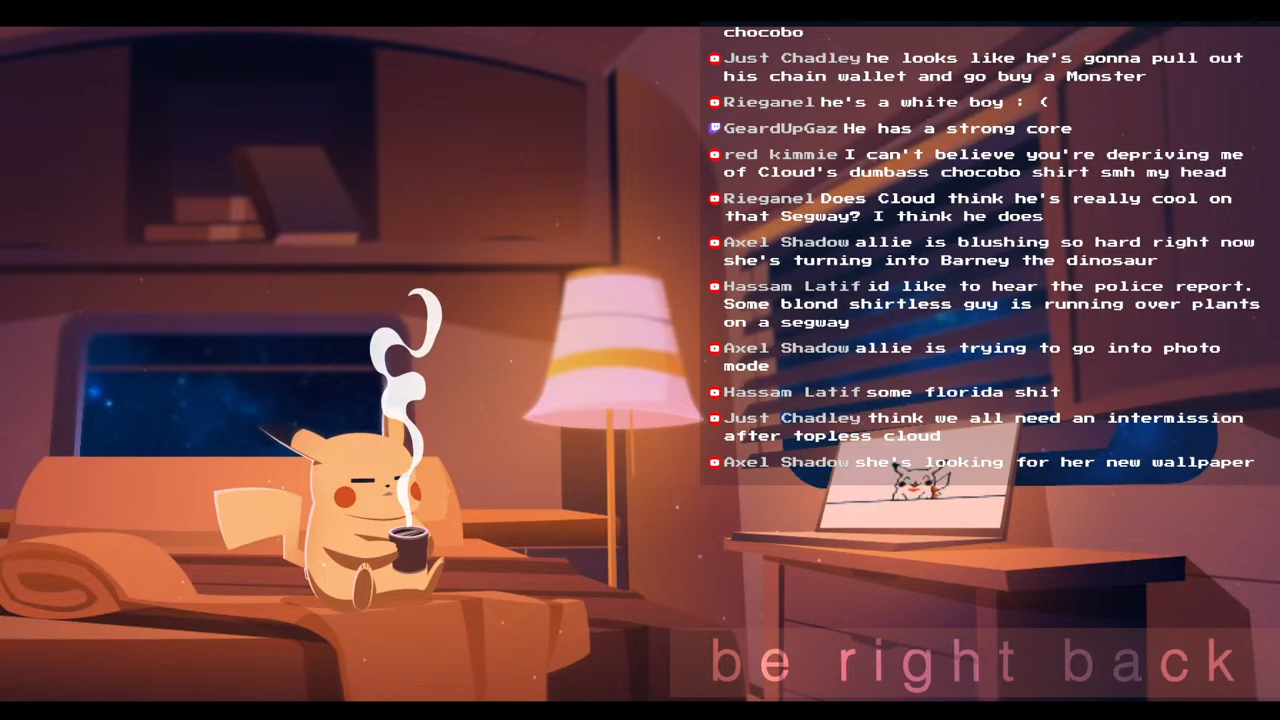 chocobo
Just Chadley he looks like he's gonna pull out
his chain wallet and go buy a Monster
Rieganel he's a white boy : (
GeardUpGaz He has a strong core
red kimmie I can't believe you're depriving me
of Cloud's dumbass chocobo shirt smh my head
Rieganel Does Cloud think he's really cool on
that Segway? I think he does
Axel Shadow allie is blushing so hard right now
she's turning into Barney the dinosaur
Hassam Latif id like to hear the police report.
Some blond shirtless guy is running over plants
on a segway
Axel Shadow allie is trying to go into photo
mode
Hassam Latif some florida shit
Just Chadley think we all need an intermission
after topless cloud
Axel Shadow she's looking for her new wallpaper
be right back